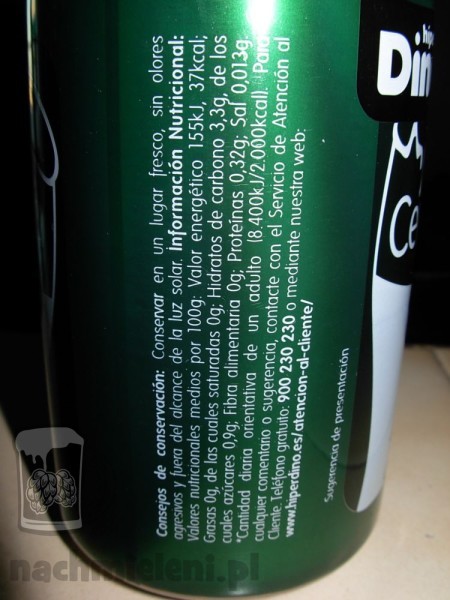 Consejos de conservación: Conservar en un lugar fresco, sin olores
agresivos y fuera del alcance de la luz solar. Información Nutricional:
Valores nutricionales medios por 100g: Valor energético 155kJ, 37kcal;
Grasas 0g, de las cuales saturadas 0g; Hidratos de carbono 3,3g, de los
cuales azúcares 0,9g; Fibra alimentaria 0g; Proteínas 0,32g; Sal 0,013g.
*Cantidad diaria orientativa de un adulto (8.400kJ/2.000kcal). Para
cualquier comentario o sugerencia, contacte con el Servicio de Atención al
Cliente. Teléfono gratuito: 900 230 230 o mediante nuestra web:
www.hiperdino.es/atencion-al-cliente/
Sugerencia de presentación
hipe
Din
Ce
nachmieleni.pl